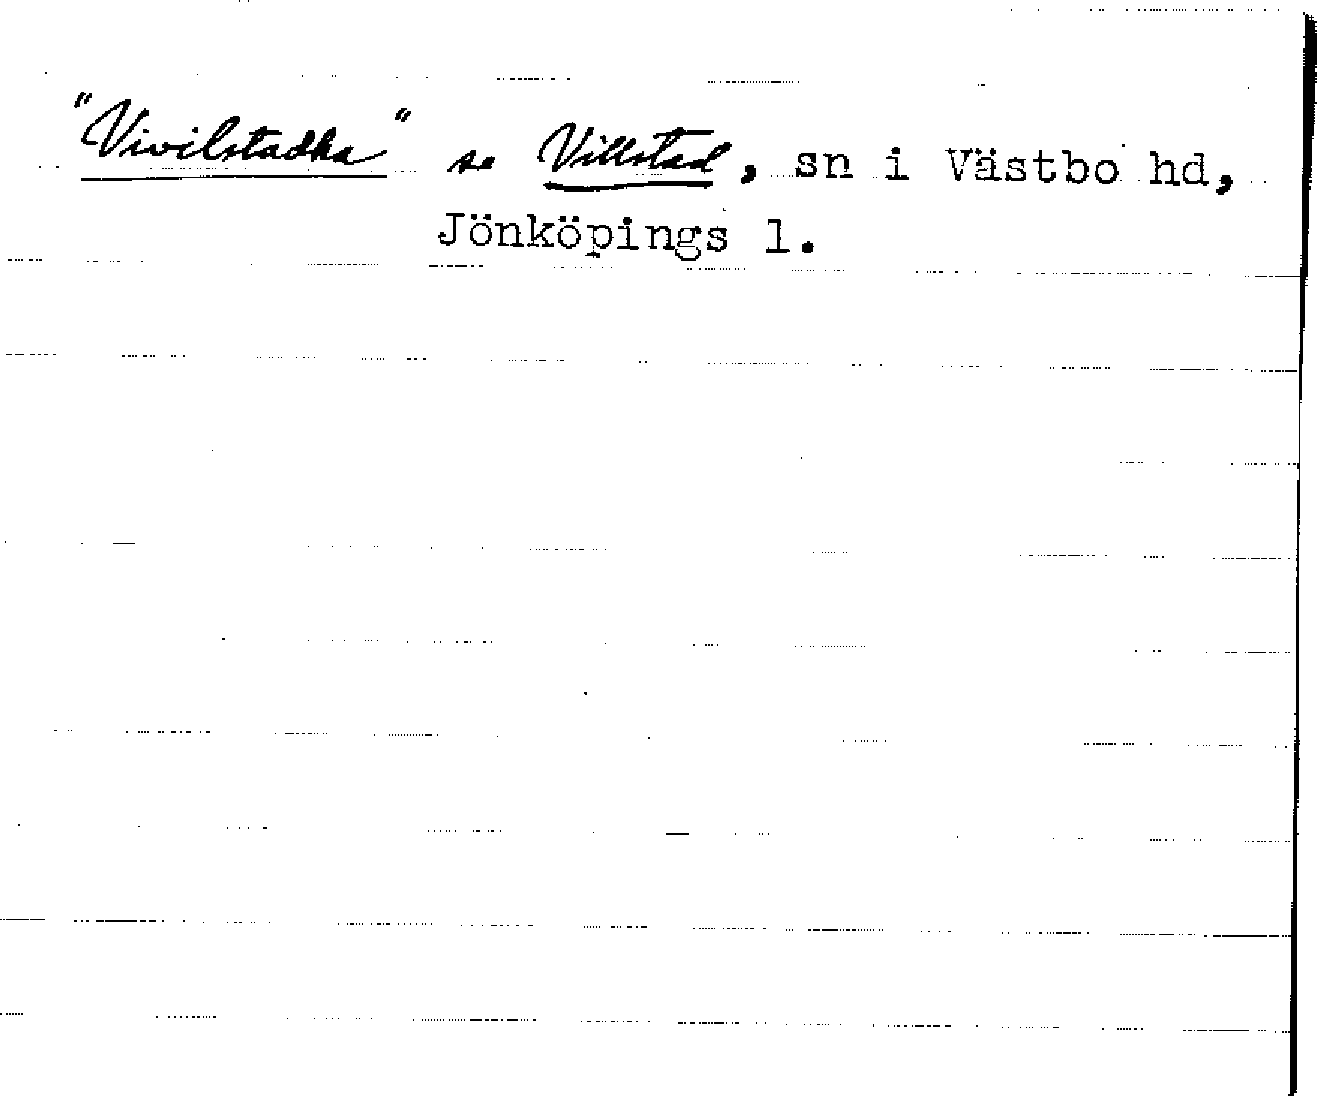 "Vivilstadha" se Villstad, sn i Västbo hd,
Jönköpings l.